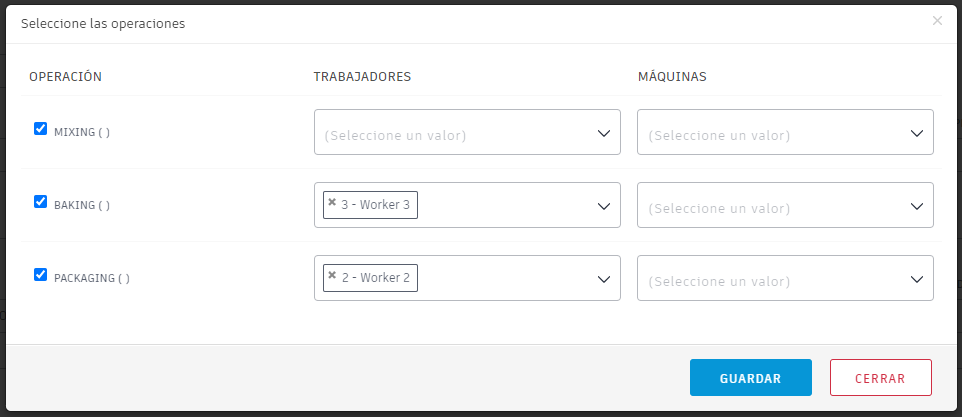 Seleccione las operaciones ×
OPERACIÓN TRABAJADORES MÁQUINAS
MIXING ( ) (Seleccione un valor) (Seleccione un valor)
BAKING ( ) × 3 - Worker 3 (Seleccione un valor)
PACKAGING ( ) × 2 - Worker 2 (Seleccione un valor)
GUARDAR CERRAR